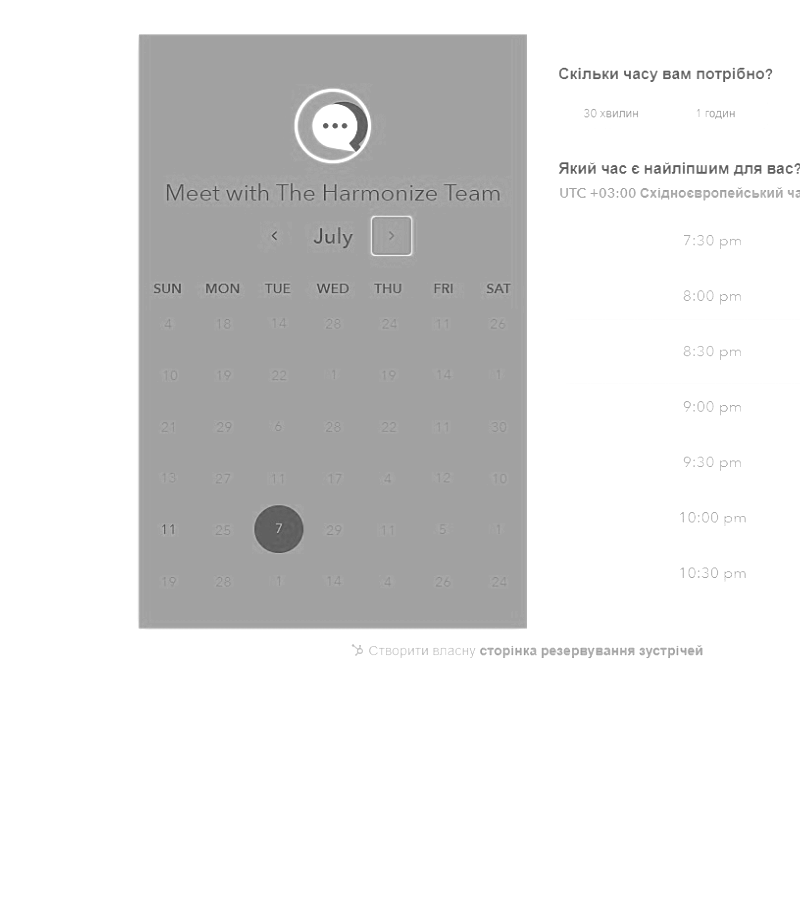 Meet with The Harmonize Team
July
SUN MON TUE WED THU FRI SAT
4 18 14 28 24 11 26
10 19 22 1 19 14 1
21 29 6 28 22 11 30
13 27 11 17 4 12 10
11 25 7 29 11 5 1
19 28 1 14 4 26 24
Скільки часу вам потрібно?
30 хвилин 1 годин
Який час є найліпшим для вас?
UTC +03:00 Східноєвропейський
7:30 pm
8:00 pm
8:30 pm
9:00 pm
9:30 pm
10:00 pm
10:30 pm
Створити власну сторінка резервування зустрічей